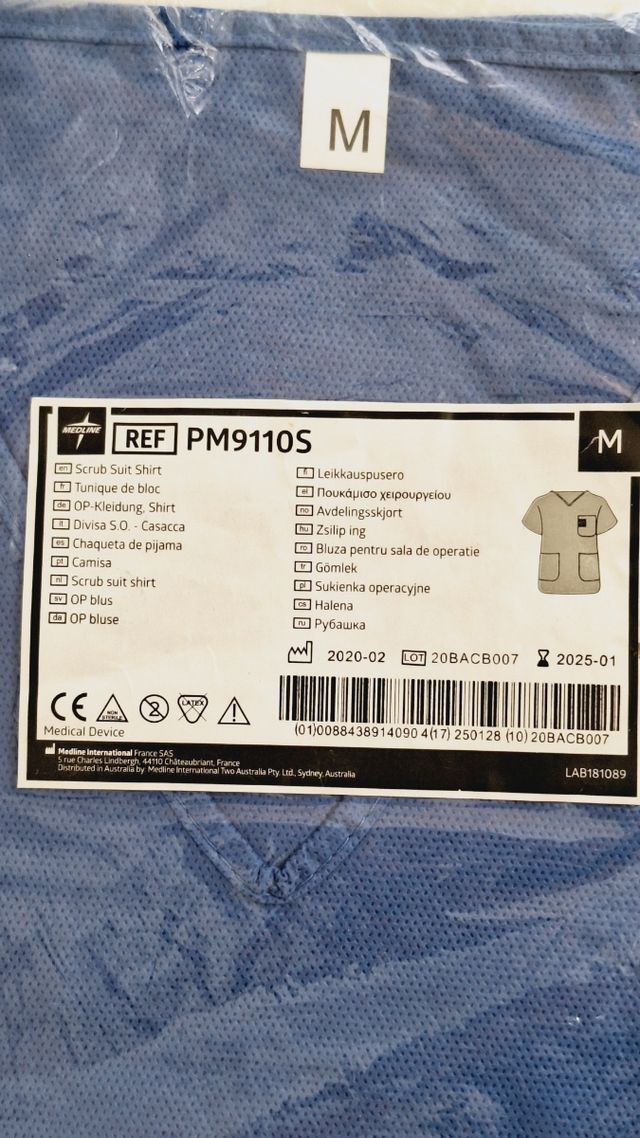 M
MEDLINE
REF PM9110S
M
en Scrub Suit Shirt
fr Tunique de bloc
de OP-Kleidung, Shirt
it Divisa S.O. - Casacca
es Chaqueta de pijama
pt Camisa
nl Scrub suit shirt
sv OP blus
da OP bluse
fi Leikkauspusero
el Πουκάμισο χειρουργείου
no Avdelingsskjort
hu Zsilip ing
ro Bluza pentru sala de operatie
tr Gömlek
pl Sukienka operacyjne
cs Halena
ru Рубашка
2020-02 LOT 20BACB007 2025-01
CE NON STERILE 2 LATEX !
(01)00884389140904(17)250128(10)20BACB007
Medical Device
Medline International France SAS
5 rue Charles Lindbergh, 44110 Châteaubriant, France
Distributed in Australia by Medline International Two Australia Pty. Ltd., Sydney, Australia
LAB181089